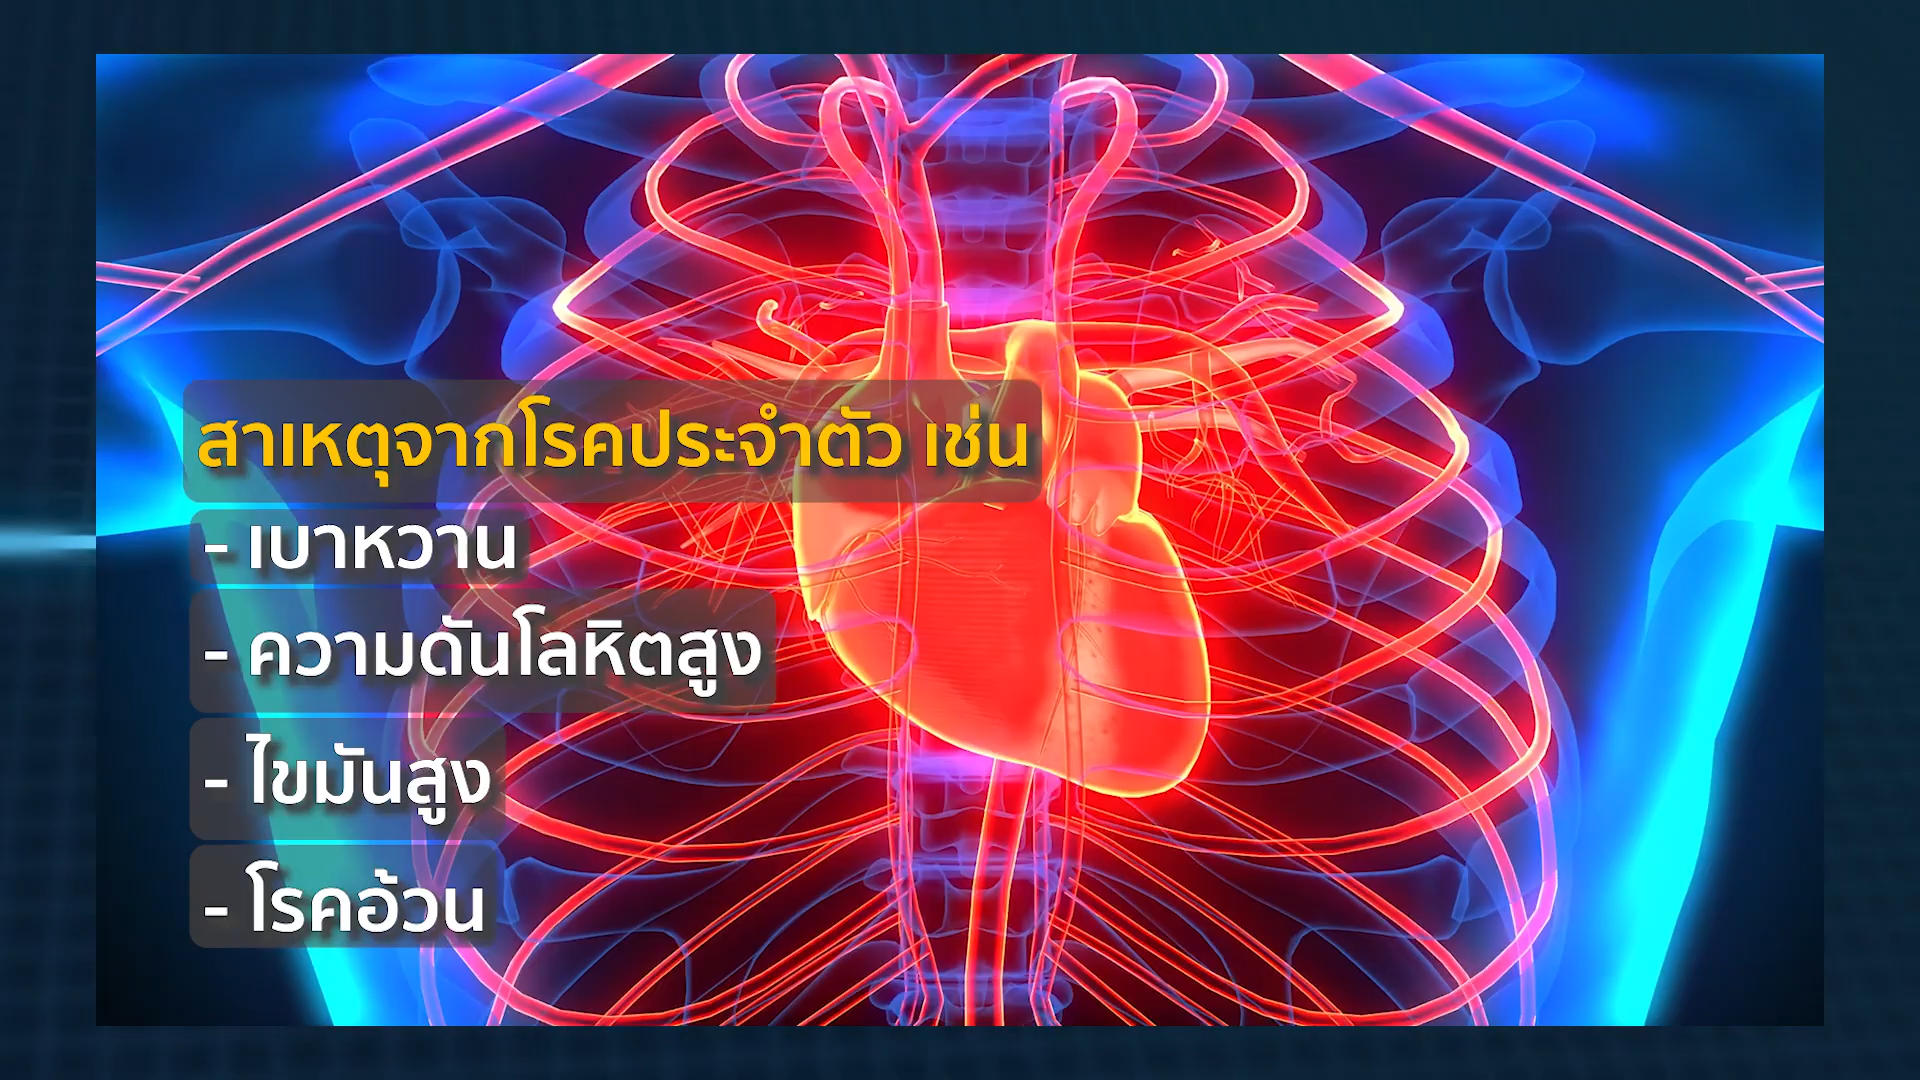 สาเหตุจากโรคประจำตัว เช่น
- เบาหวาน
- ความดันโลหิตสูง
- ไขมันสูง
- โรคอ้วน